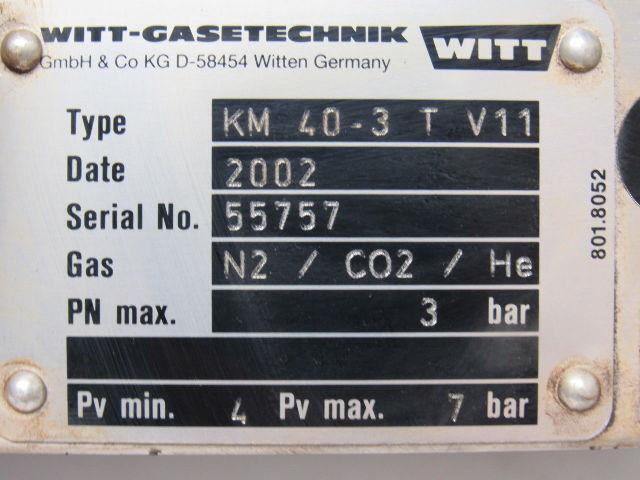 WITT-GASETECHNIK WITT
GmbH & Co KG D-58454 Witten Germany
Type KM 40-3 T V11
Date 2002
Serial No. 55757
Gas N2 / CO2 / He
PN max. 3 bar
Pv min. 4 Pv max. 7 bar
801.8052